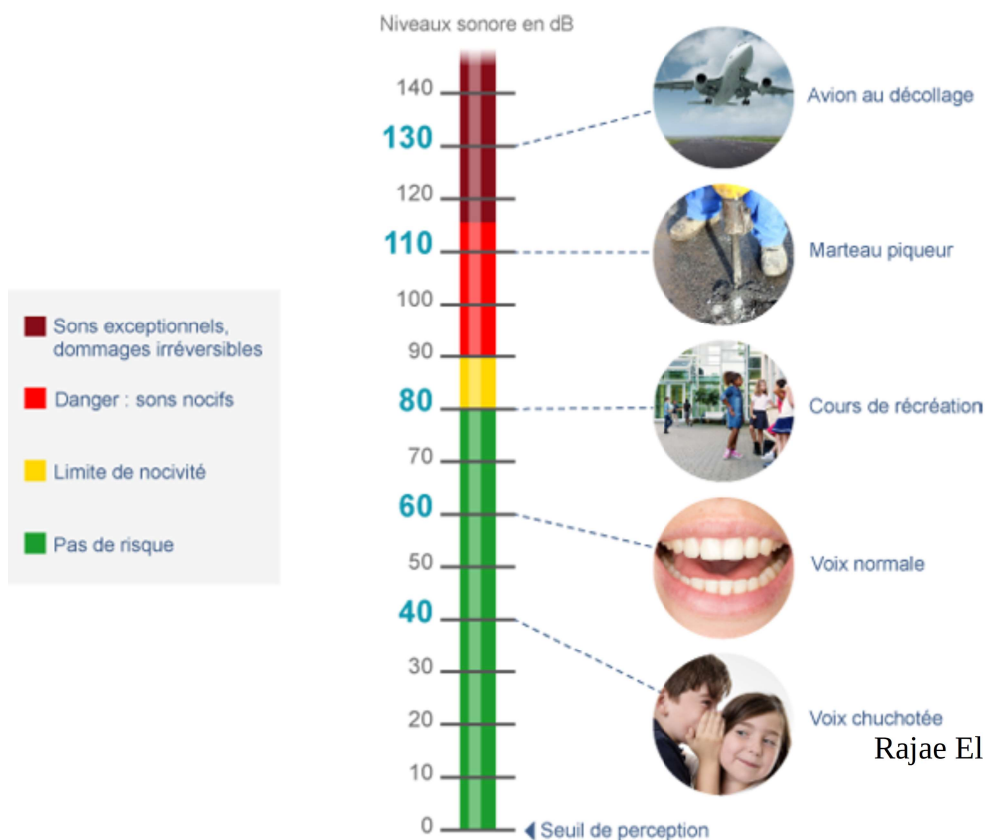 Niveaux sonore en dB
140
130
120
110
100
90
80
70
60
50
40
30
20
10
0
Seuil de perception
Avion au décollage
Marteau piqueur
Cours de récréation
Voix normale
Voix chuchotée
Rajae El
Sons exceptionnels,
dommages irréversibles
Danger : sons nocifs
Limite de nocivité
Pas de risque